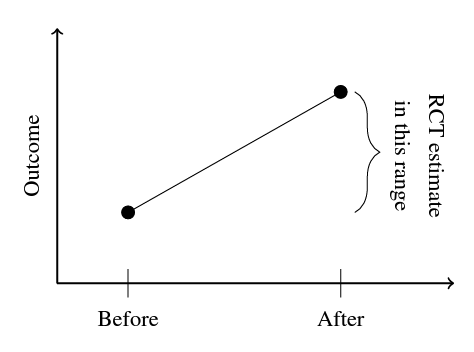 Outcome
RCT estimate
in this range
Before
After